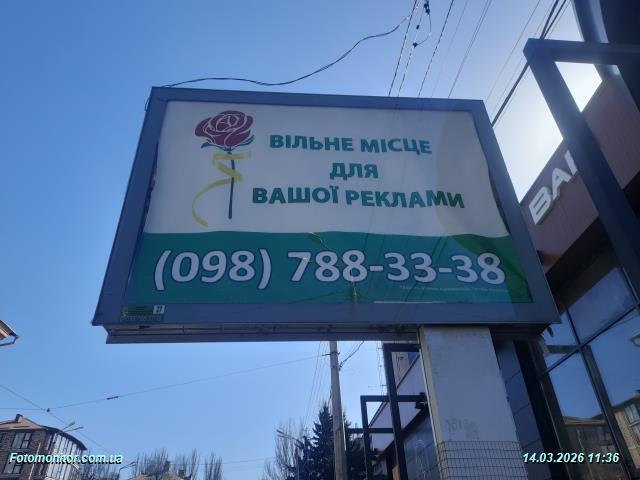 ВІЛЬНЕ МІСЦЕ
ДЛЯ
ВАШОЇ РЕКЛАМИ
(098) 788-33-38
Fotomonitor.com.ua
14.03.2026 11:36